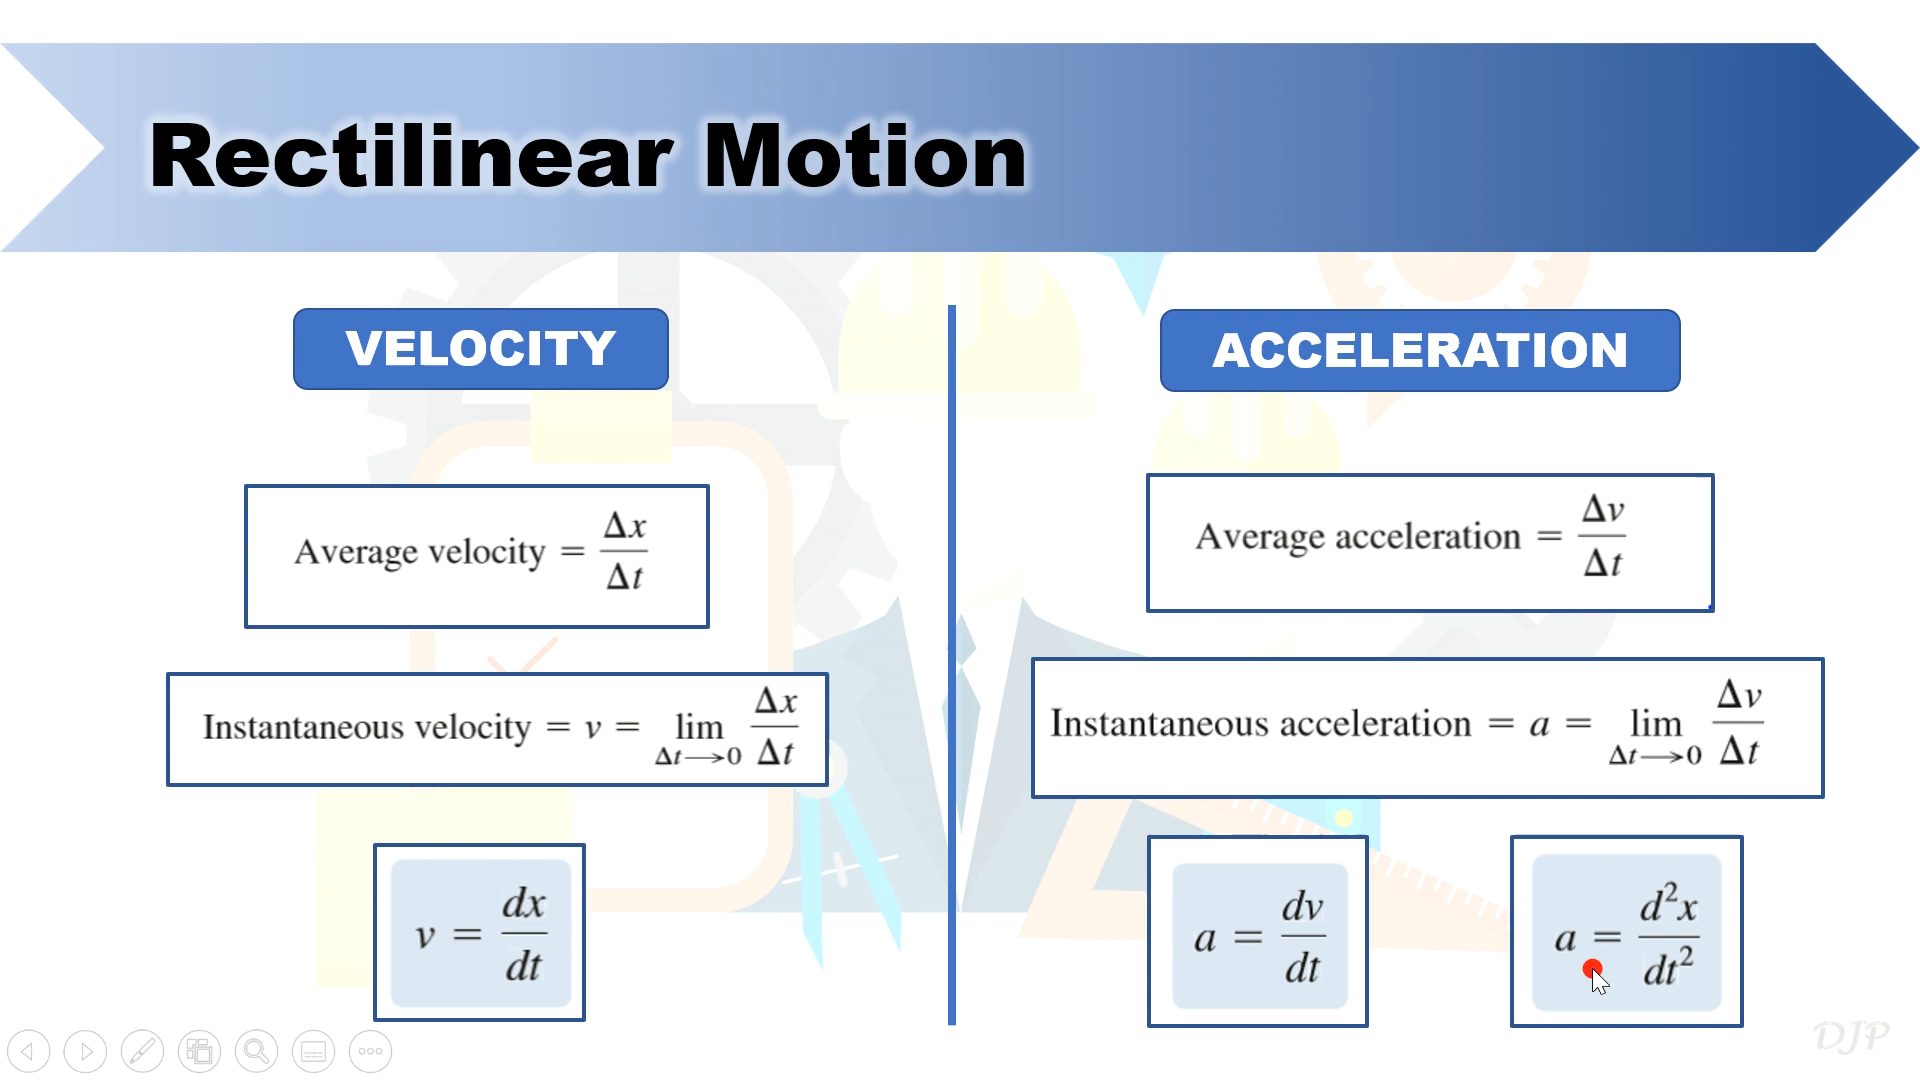 Rectilinear Motion
VELOCITY
Average velocity = Δx/Δt
Instantaneous velocity = v = lim Δt→0 Δx/Δt
v = dx/dt
ACCELERATION
Average acceleration = Δv/Δt
Instantaneous acceleration = a = lim Δt→0 Δv/Δt
a = dv/dt
a = d²x/dt²
DJP